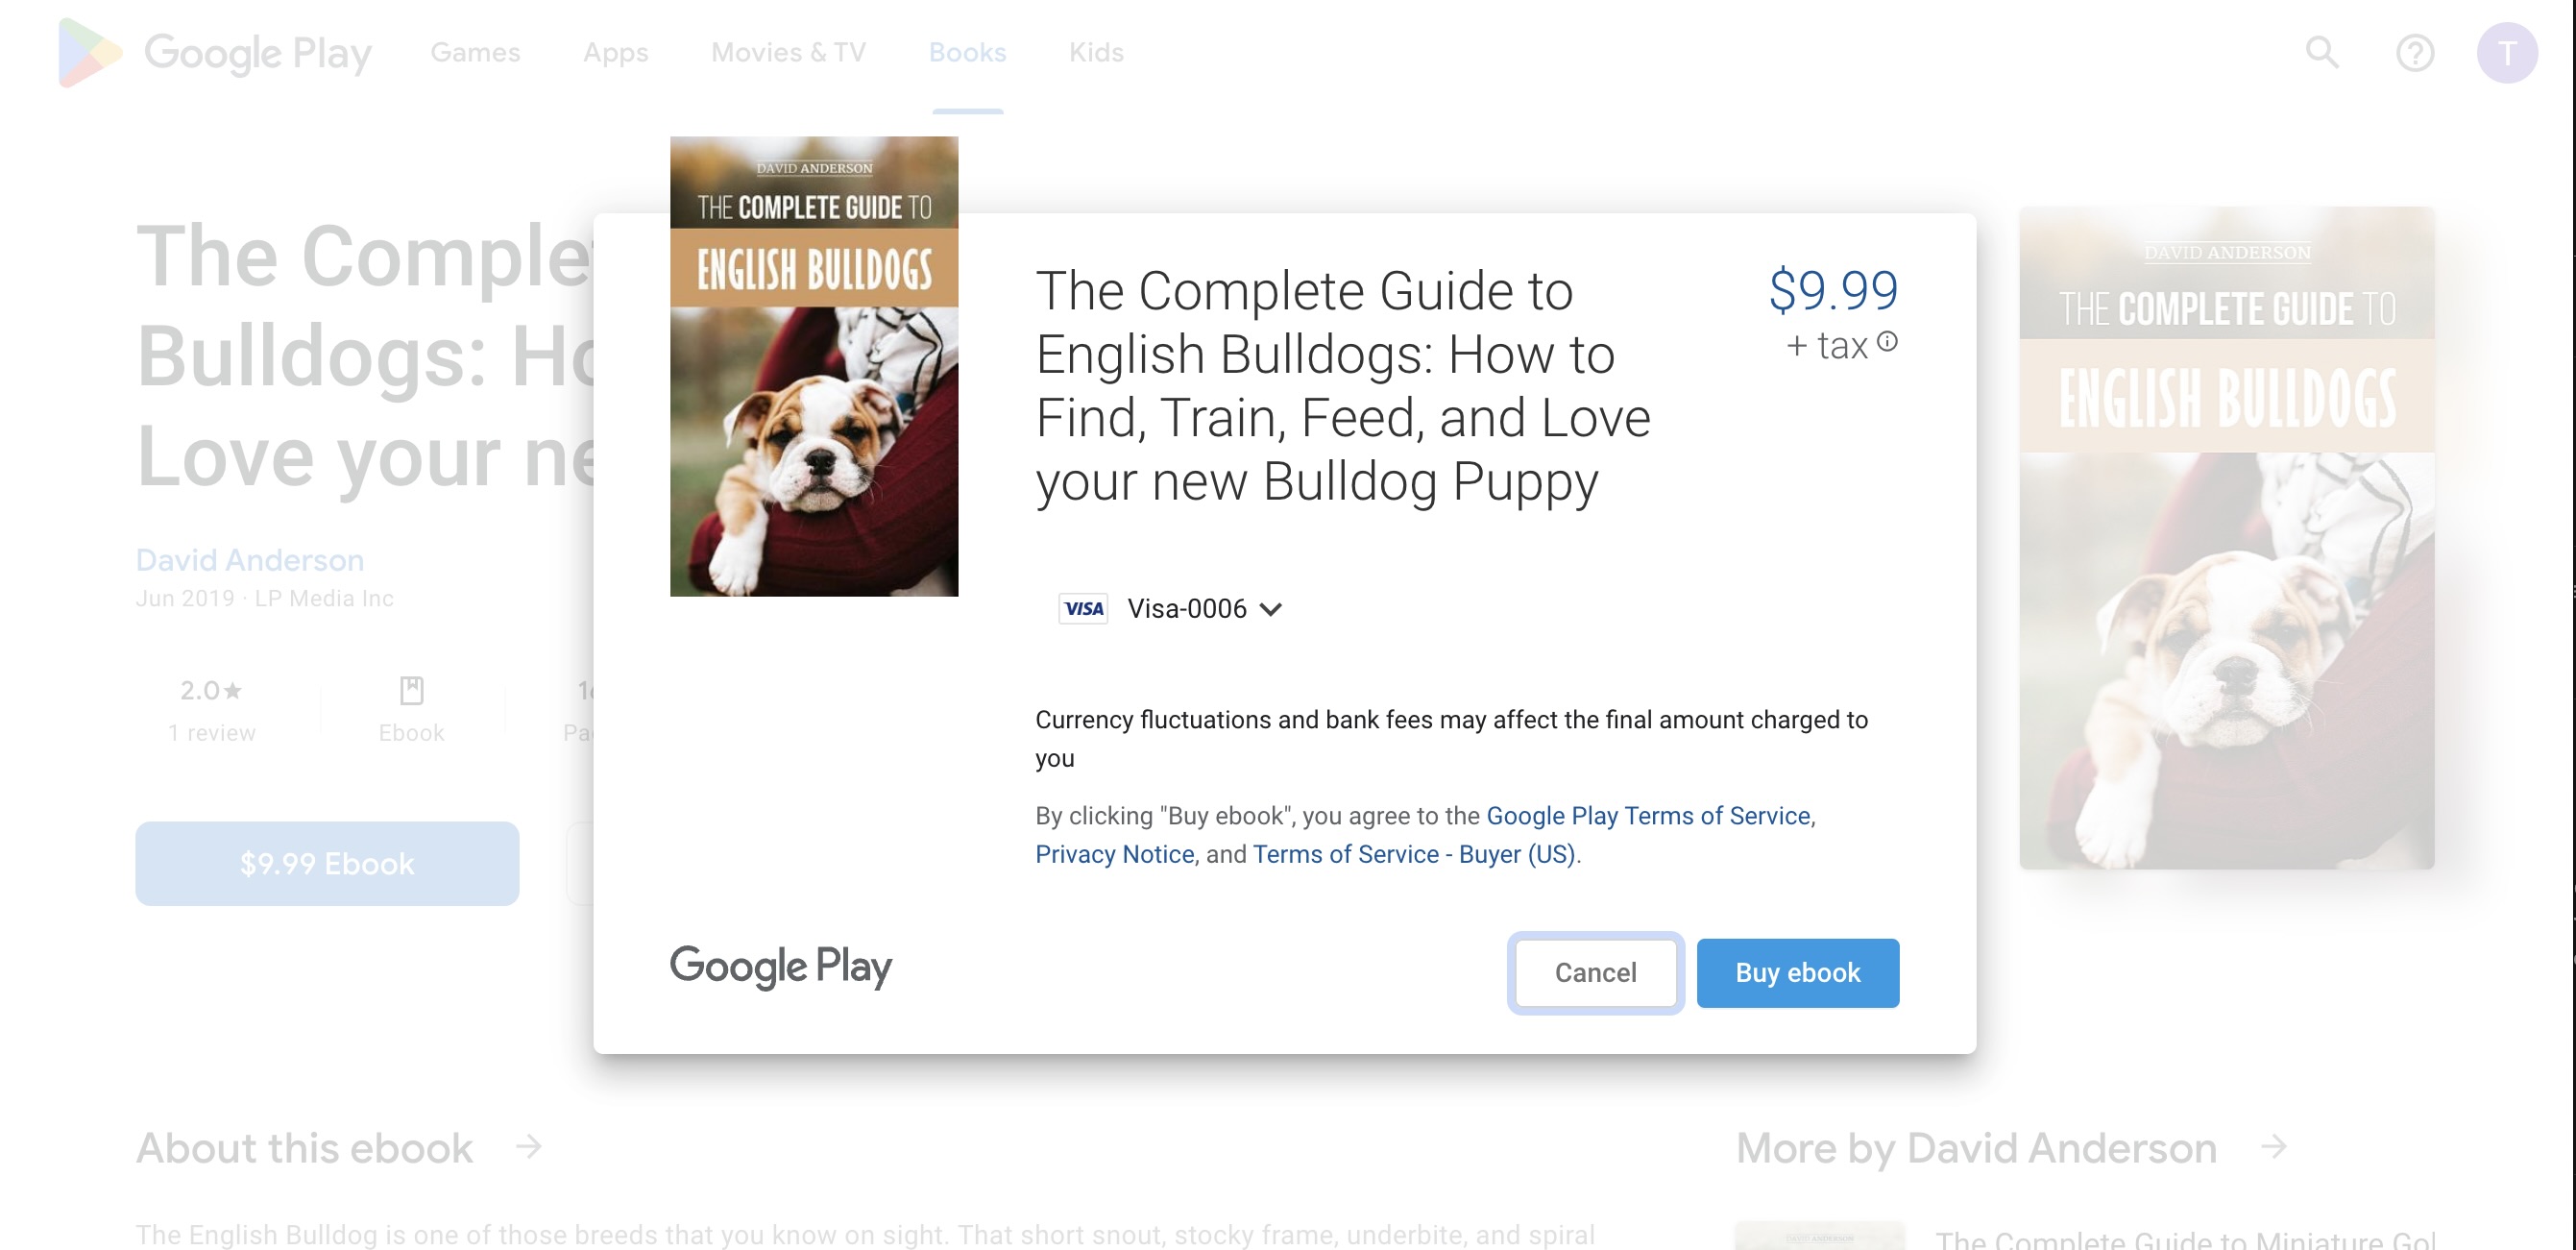 Google Play
Games
Apps
Movies & TV
Books
Kids
T
The Comple
Bulldogs: Ho
Love your ne
David Anderson
Jun 2019 · LP Media Inc
2.0★
1 review
Ebook
$9.99 Ebook
DAVID ANDERSON
THE COMPLETE GUIDE TO
ENGLISH BULLDOGS
The Complete Guide to
English Bulldogs: How to
Find, Train, Feed, and Love
your new Bulldog Puppy
$9.99
+ tax
VISA Visa-0006
Currency fluctuations and bank fees may affect the final amount charged to
you
By clicking "Buy ebook", you agree to the Google Play Terms of Service,
Privacy Notice, and Terms of Service - Buyer (US).
Google Play
Cancel
Buy ebook
DAVID ANDERSON
THE COMPLETE GUIDE TO
ENGLISH BULLDOGS
About this ebook
The English Bulldog is one of those breeds that you know on sight. That short snout, stocky frame, underbite, and spiral
More by David Anderson
The Complete Guide to Miniature Gol